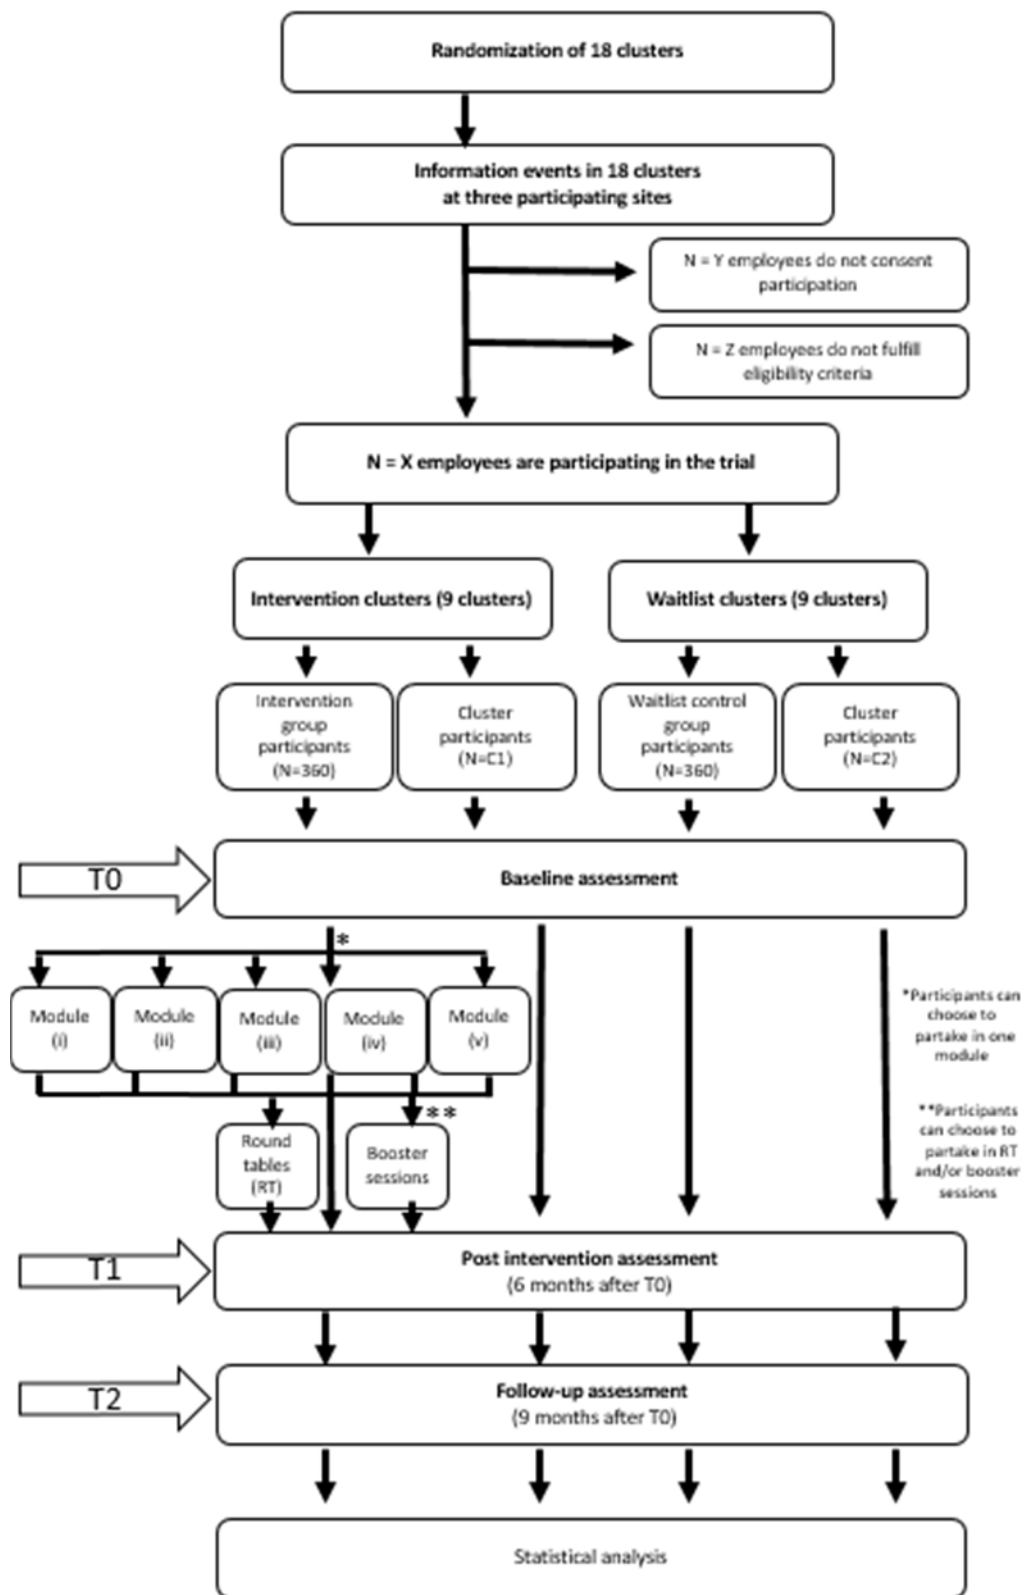 Randomization of 18 clusters
Information events in 18 clusters
at three participating sites
N = Y employees do not consent
participation
N = Z employees do not fulfill
eligibility criteria
N = X employees are participating in the trial
Intervention clusters (9 clusters)
Waitlist clusters (9 clusters)
Intervention
group
participants
(N=360)
Cluster
participants
(N=C1)
Waitlist control
group
participants
(N=360)
Cluster
participants
(N=C2)
T0
Baseline assessment
*
Module
(i)
Module
(ii)
Module
(iii)
Module
(iv)
Module
(v)
*Participants can
choose to
partake in one
module
**
Round
tables
(RT)
Booster
sessions
**Participants
can choose to
partake in RT
and/or booster
sessions
T1
Post intervention assessment
(6 months after T0)
T2
Follow-up assessment
(9 months after T0)
Statistical analysis